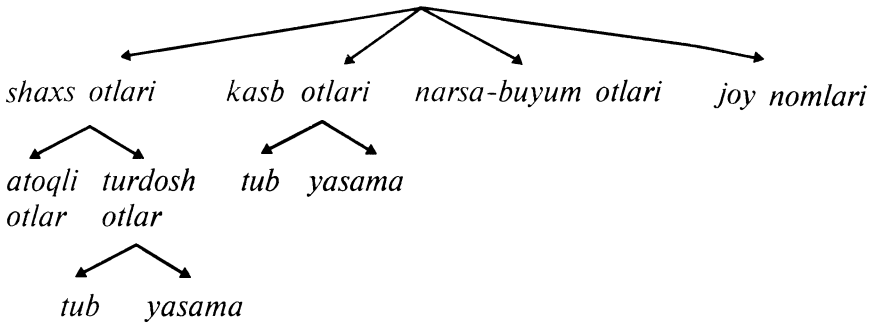 shaxs otlari kasb otlari narsa-buyum otlari joy nomlari
atoqli turdosh tub yasama
otlar otlar
tub yasama